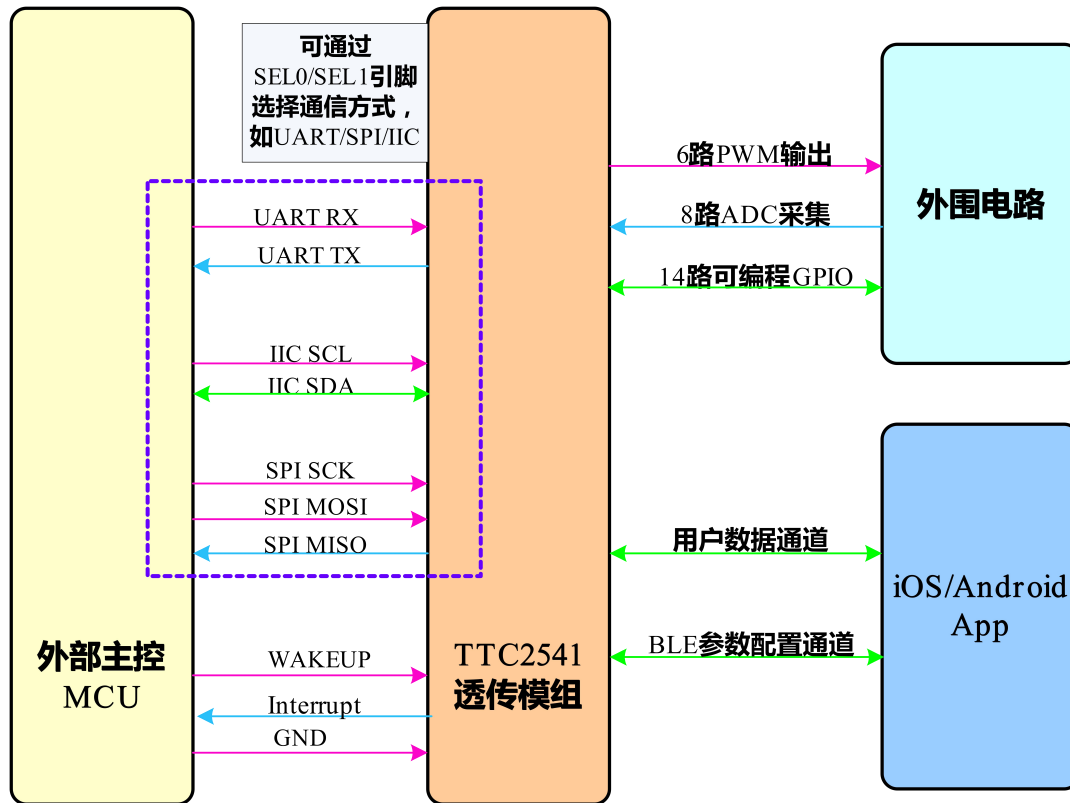 可通过
SEL0/SEL1引脚
选择通信方式，
如UART/SPI/IIC
UART RX
UART TX
IIC SCL
IIC SDA
SPI SCK
SPI MOSI
SPI MISO
外部主控
MCU
WAKEUP
Interrupt
GND
TTC2541
透传模组
6路PWM输出
8路ADC采集
14路可编程GPIO
外围电路
用户数据通道
BLE参数配置通道
iOS/Android
App